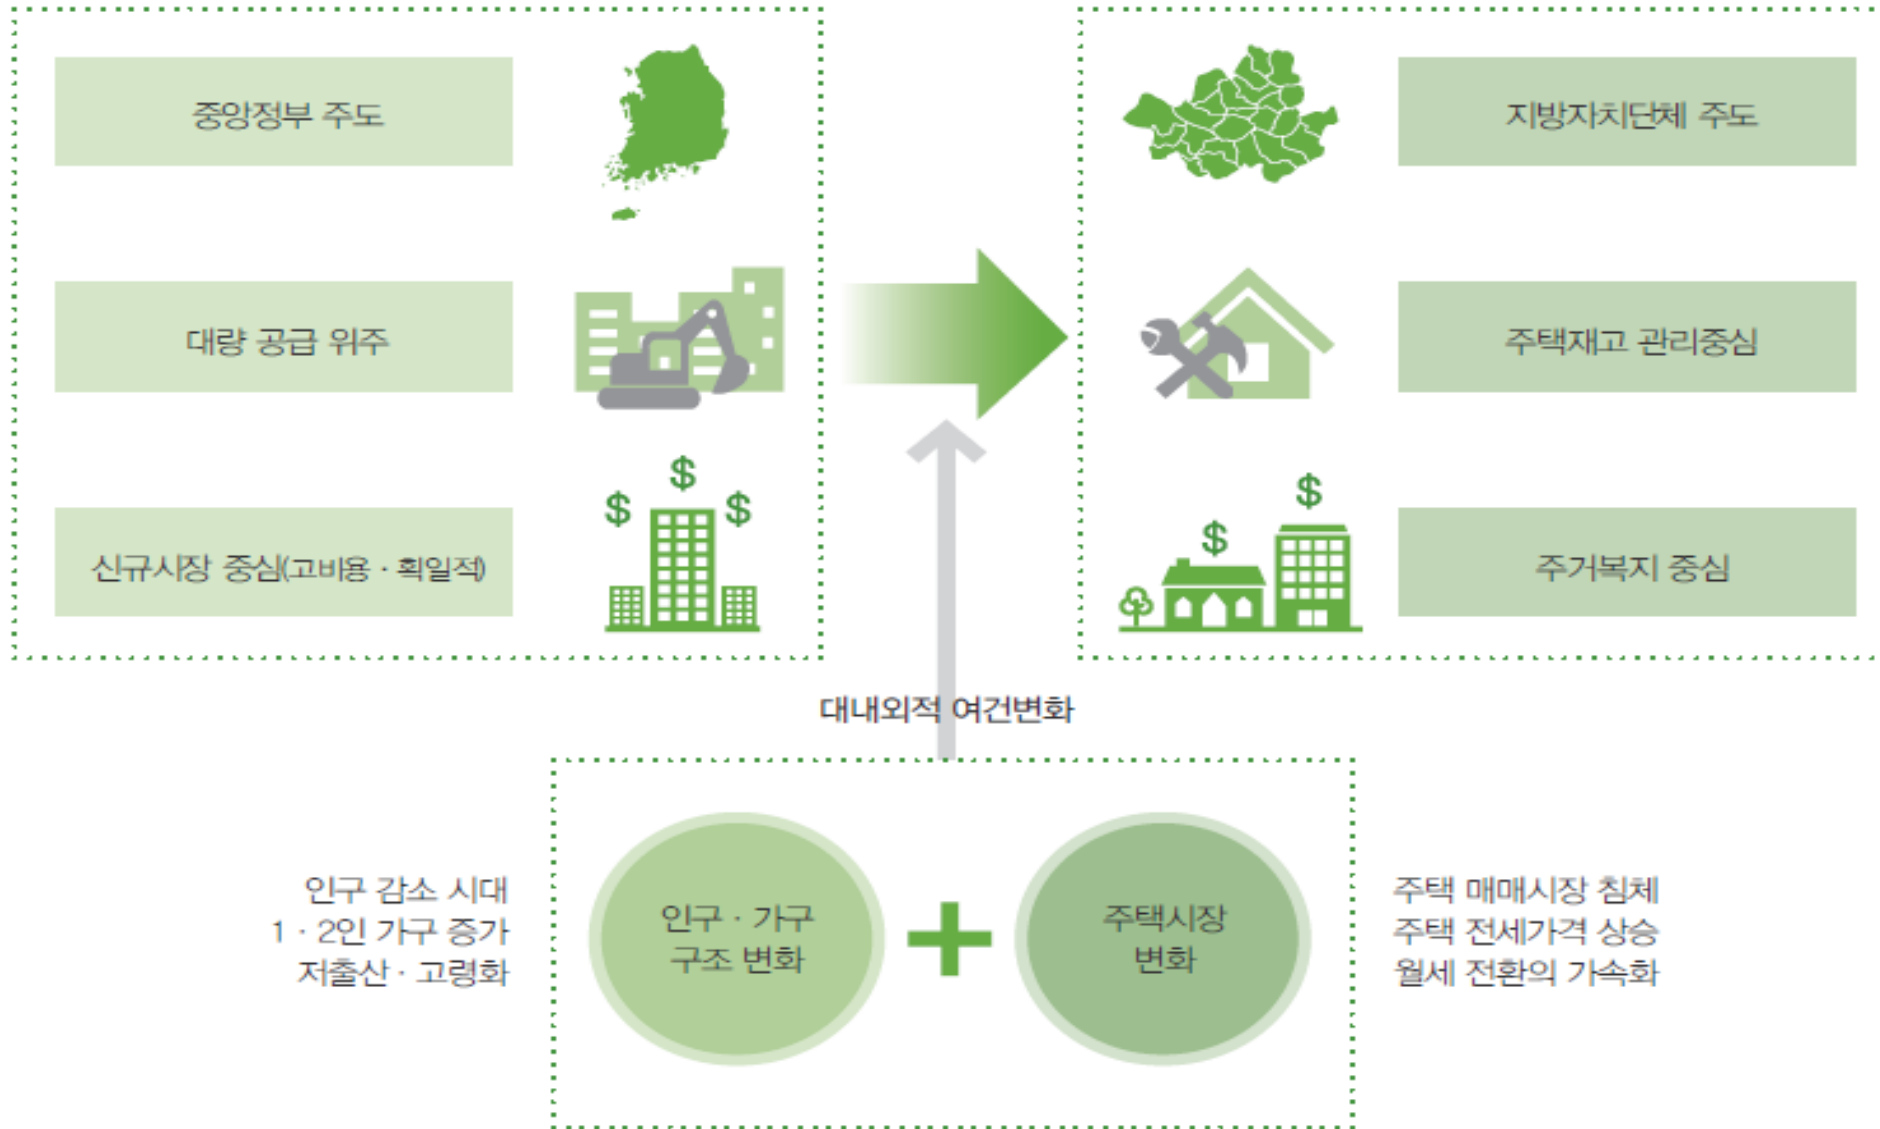 중앙정부 주도
지방자치단체 주도
대량 공급 위주
주택재고 관리중심
$
$ $
$
$
신규시장 중심(고비용 · 획일적)
주거복지 중심
대내외적 여건변화
인구 감소 시대
1 · 2인 가구 증가
저출산 · 고령화
인구 · 가구
구조 변화
주택시장
변화
주택 매매시장 침체
주택 전세가격 상승
월세 전환의 가속화